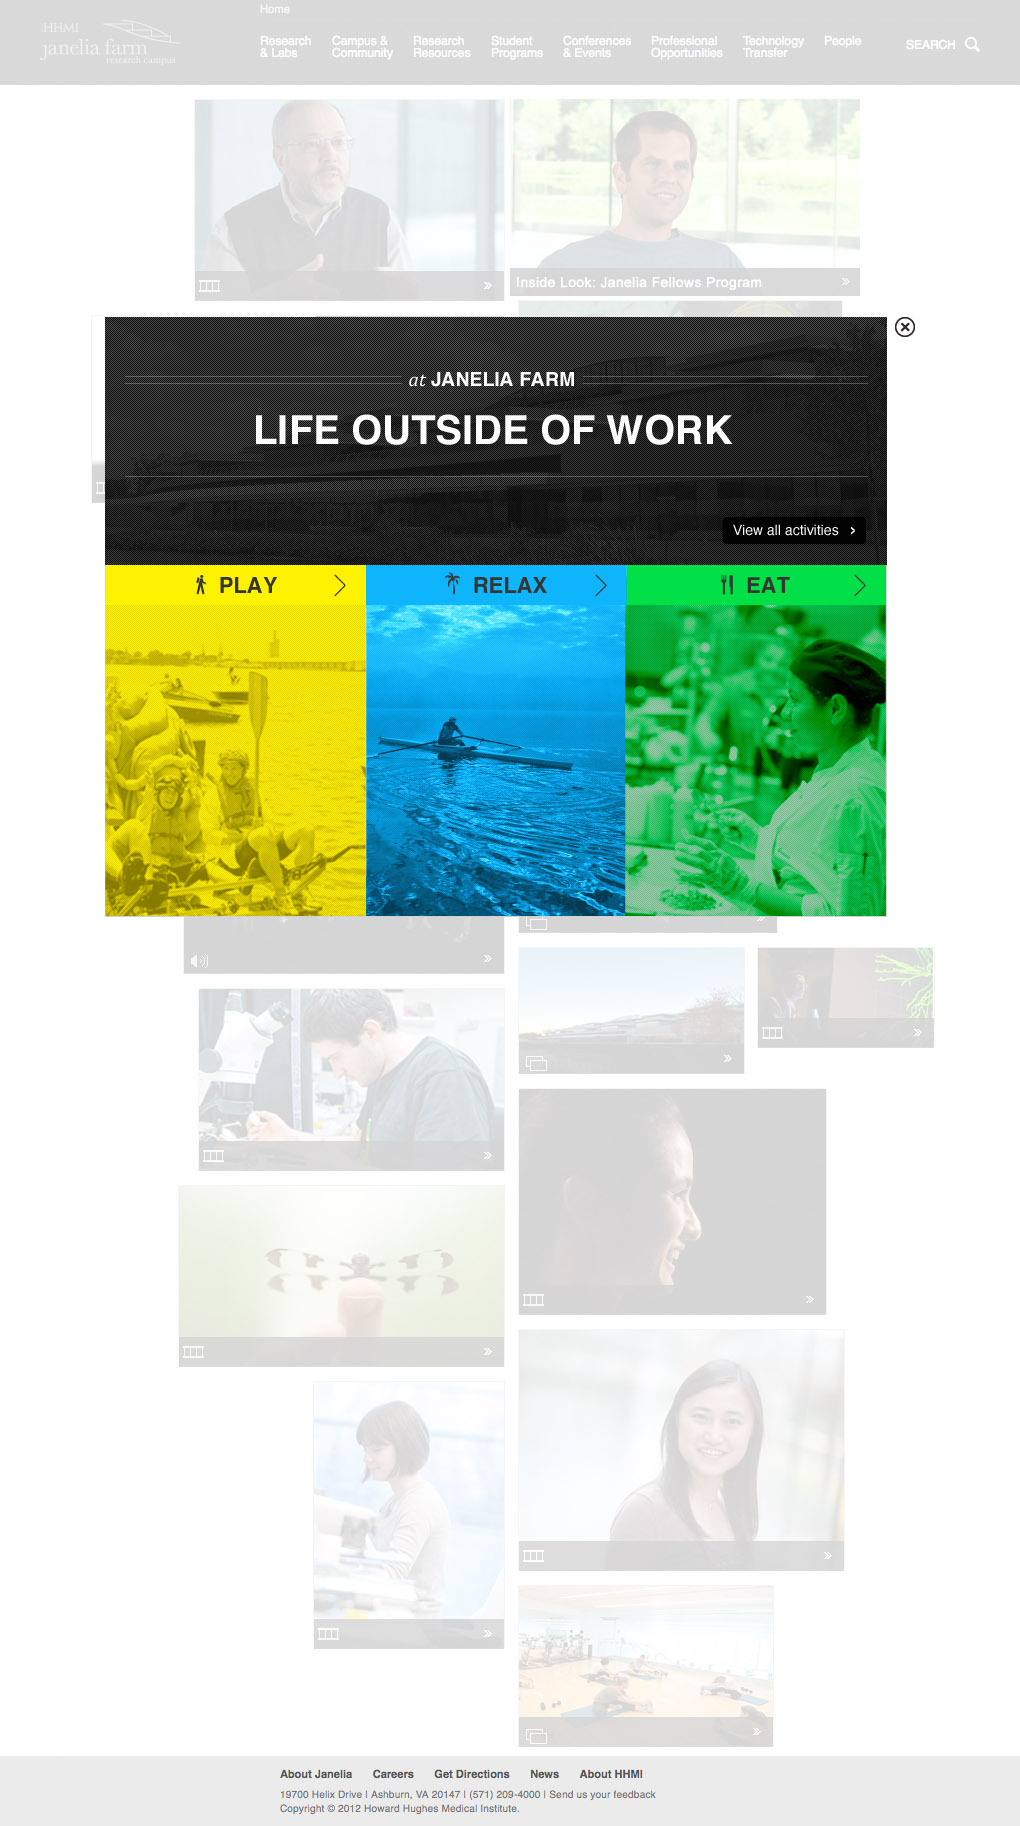 Home
HHMI
janelia farm
research campus
Research
& Labs
Campus &
Community
Research
Resources
Student
Programs
Conferences
& Events
Professional
Opportunities
Technology
Transfer
People
SEARCH
Inside Look: Janelia Fellows Program
at JANELIA FARM
LIFE OUTSIDE OF WORK
View all activities
PLAY
RELAX
EAT
About Janelia Careers Get Directions News About HHMI
19700 Helix Drive | Ashburn, VA 20147 | (571) 209-4000 | Send us your feedback
Copyright © 2012 Howard Hughes Medical Institute.